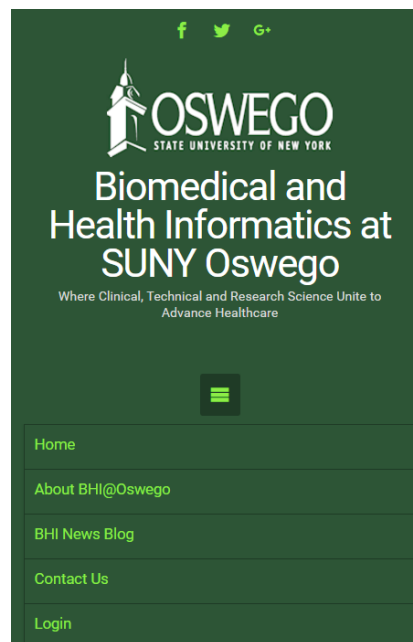 f G+
OSWEGO
STATE UNIVERSITY OF NEW YORK
Biomedical and
Health Informatics at
SUNY Oswego
Where Clinical, Technical and Research Science Unite to
Advance Healthcare
Home
About BHI@Oswego
BHI News Blog
Contact Us
Login